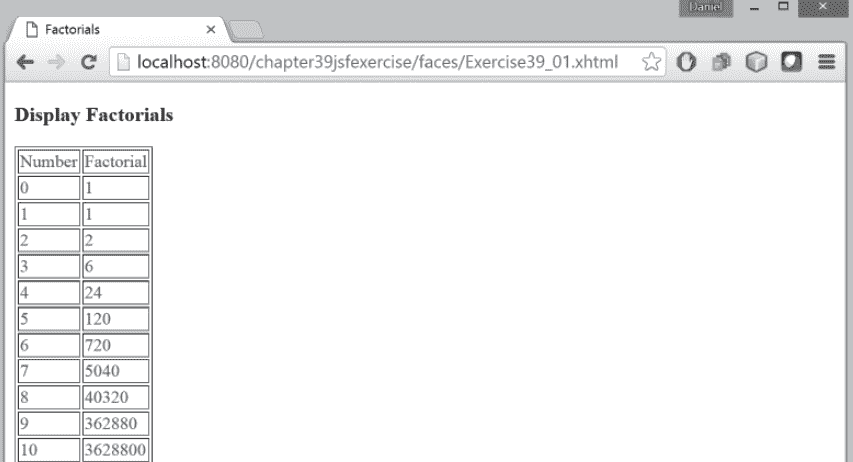 Daniel
Factorials
localhost:8080/chapter39jsfexercise/faces/Exercise39_01.xhtml
Display Factorials
Number Factorial
0 1
1 1
2 2
3 6
4 24
5 120
6 720
7 5040
8 40320
9 362880
10 3628800